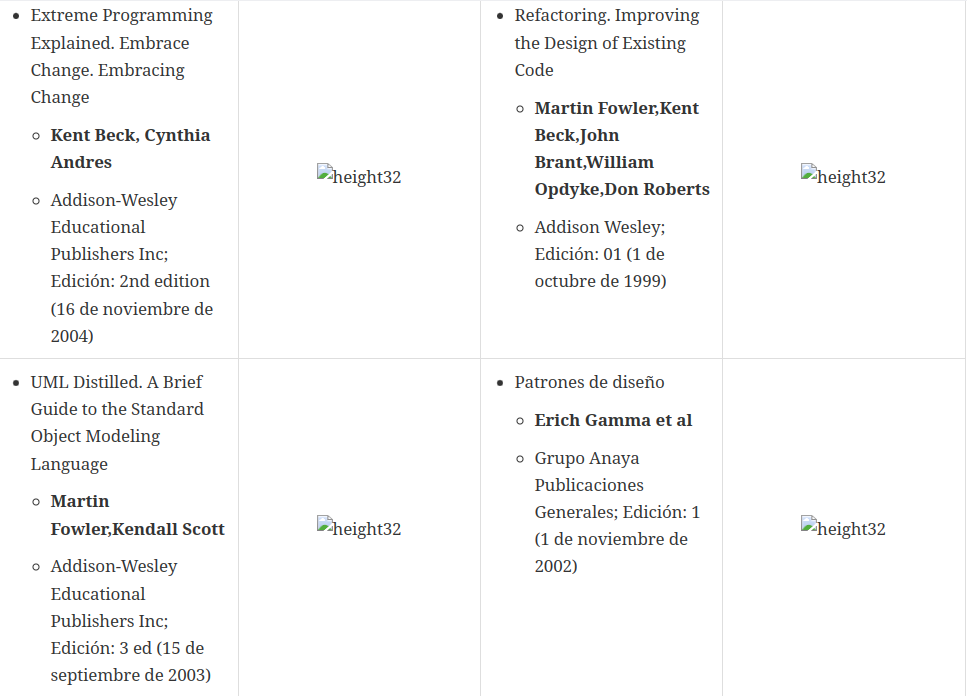 Extreme Programming
Explained. Embrace
Change. Embracing
Change
Kent Beck, Cynthia
Andres
Addison-Wesley
Educational
Publishers Inc;
Edición: 2nd edition
(16 de noviembre de
2004)
height32
Refactoring. Improving
the Design of Existing
Code
Martin Fowler,Kent
Beck,John
Brant,William
Opdyke,Don Roberts
Addison Wesley;
Edición: 01 (1 de
octubre de 1999)
height32
UML Distilled. A Brief
Guide to the Standard
Object Modeling
Language
Martin
Fowler,Kendall Scott
Addison-Wesley
Educational
Publishers Inc;
Edición: 3 ed (15 de
septiembre de 2003)
height32
Patrones de diseño
Erich Gamma et al
Grupo Anaya
Publicaciones
Generales; Edición: 1
(1 de noviembre de
2002)
height32